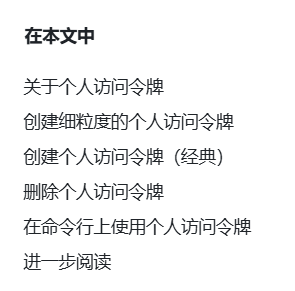 在本文中
关于个人访问令牌
创建细粒度的个人访问令牌
创建个人访问令牌（经典）
删除个人访问令牌
在命令行上使用个人访问令牌
进一步阅读